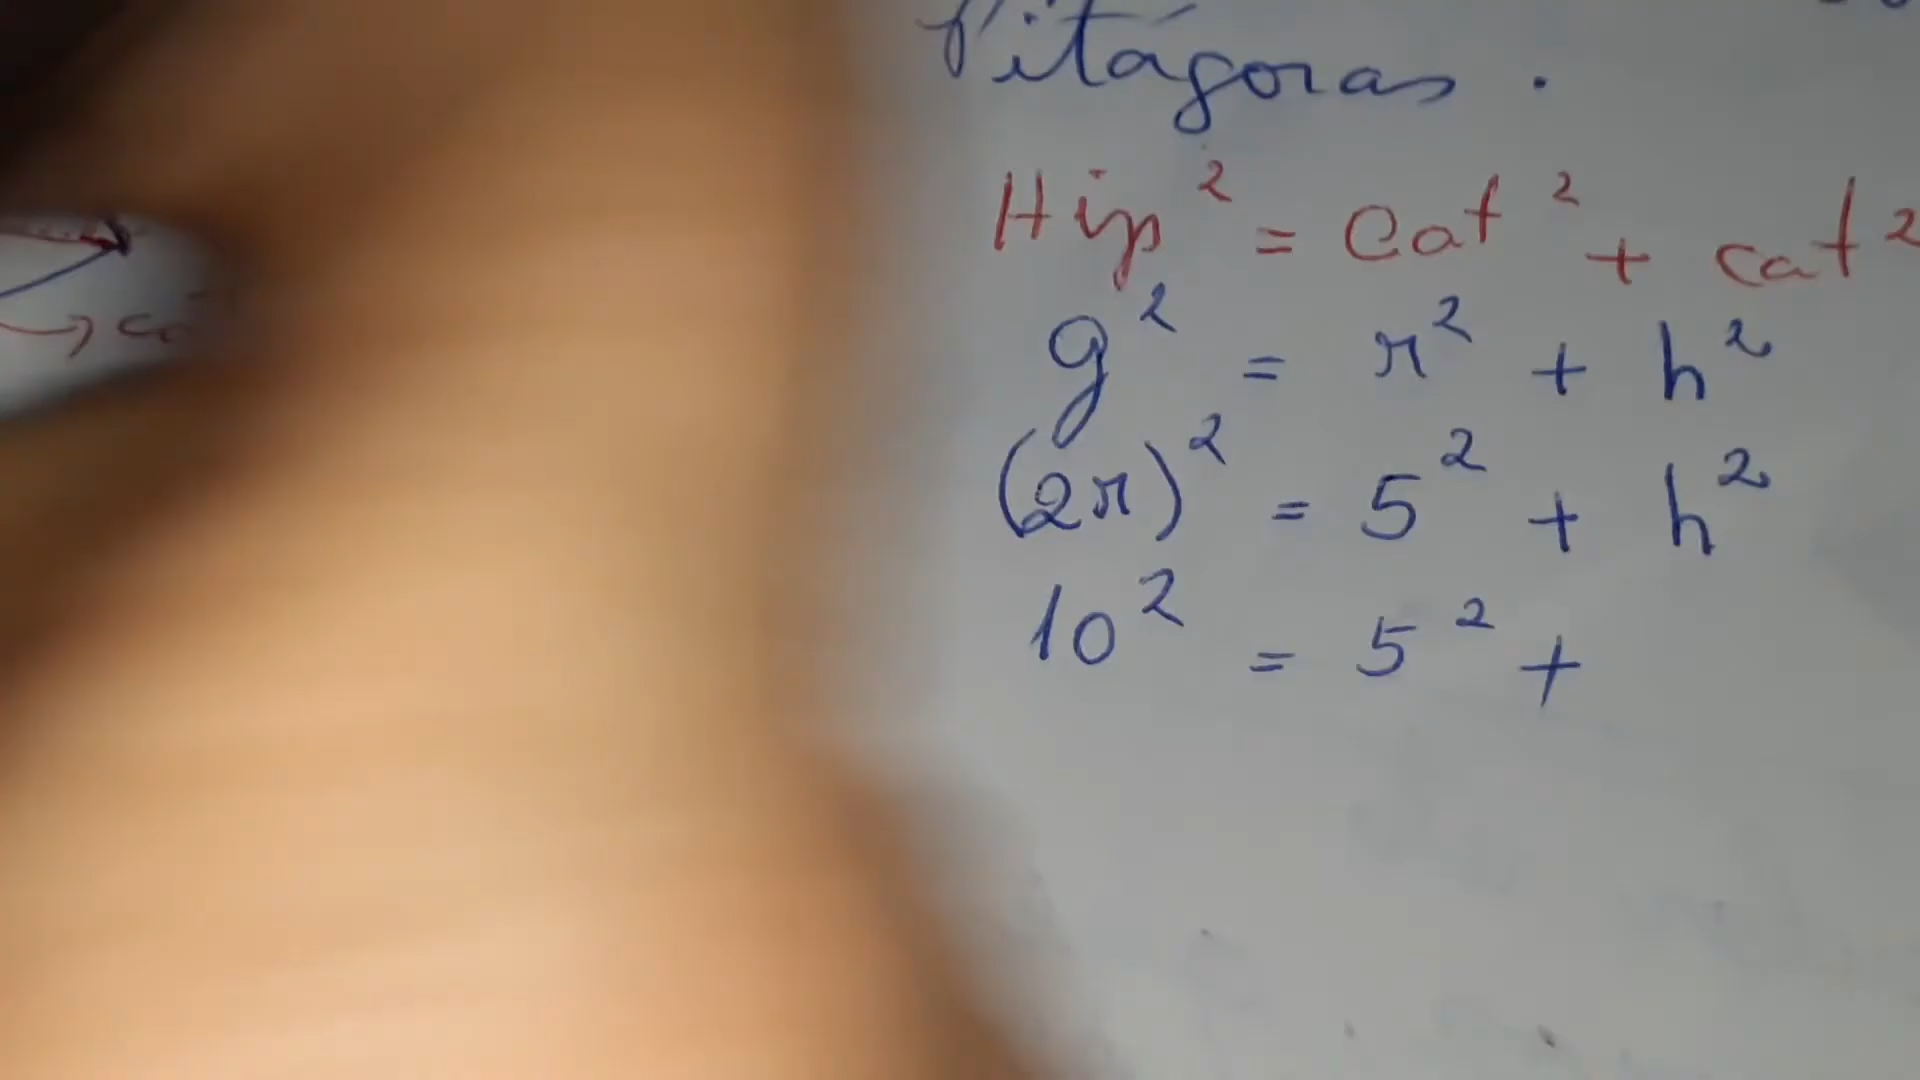 Pitágoras.
Hip² = Cat² + cat²
g² = r² + h²
(2r)² = 5² + h²
10² = 5² +